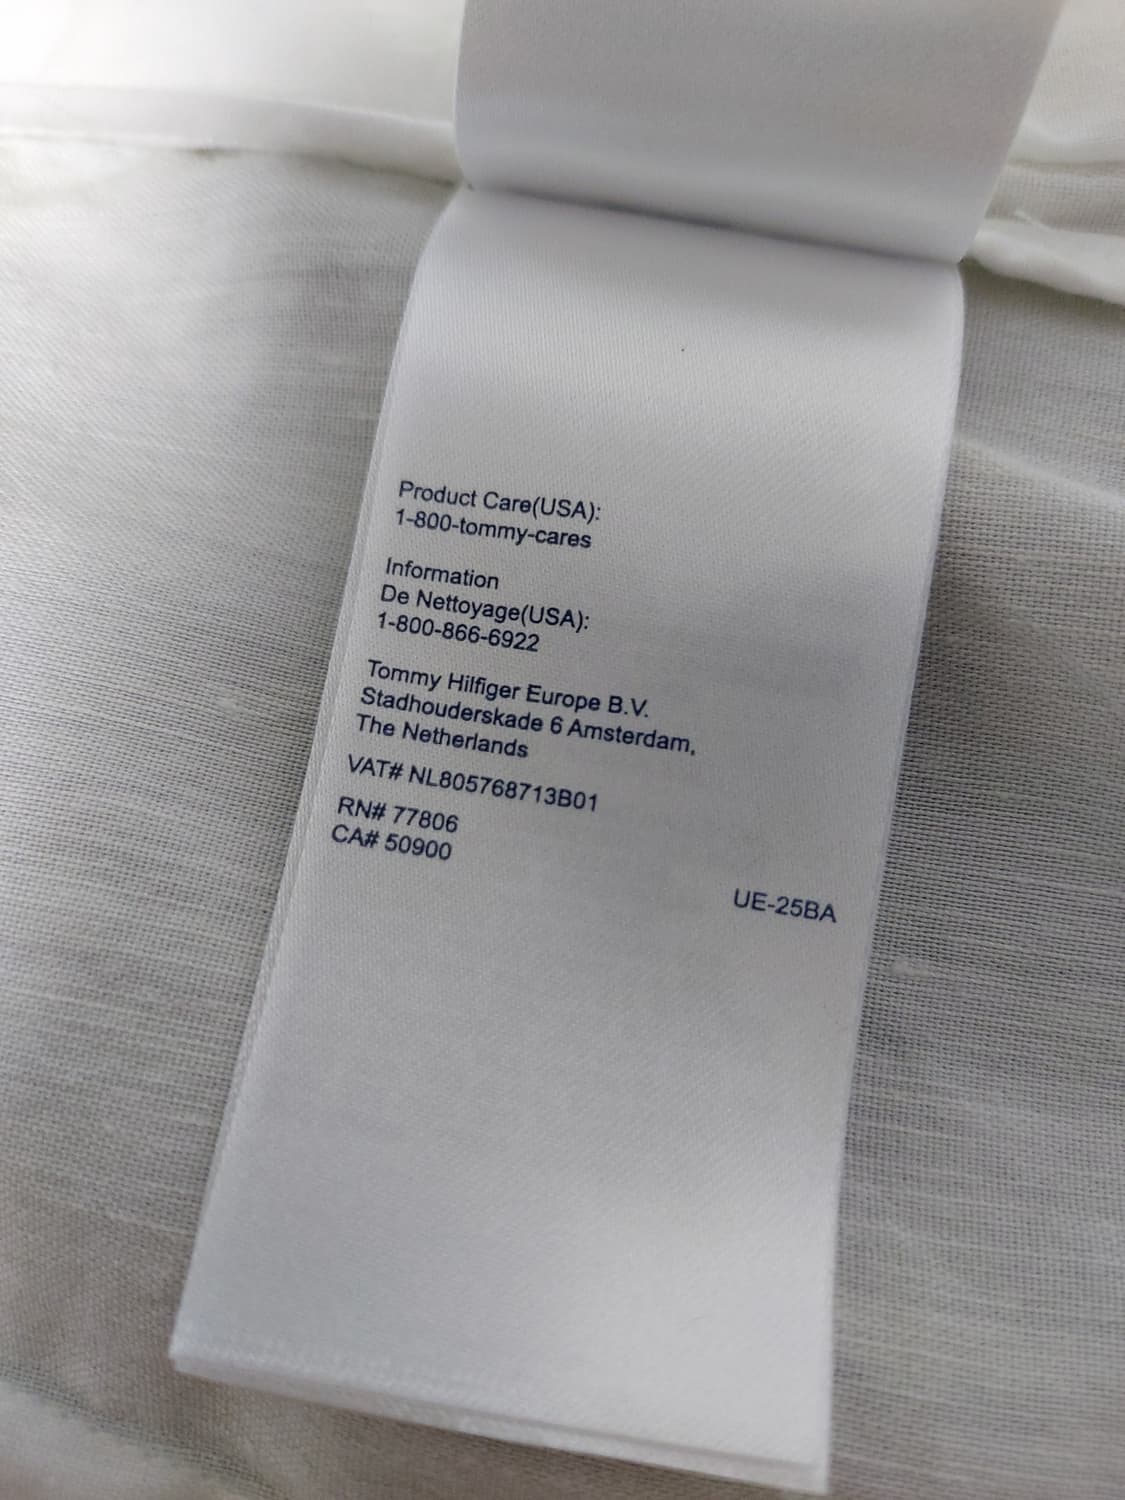 Product Care(USA):
1-800-tommy-cares
Information
De Nettoyage(USA):
1-800-866-6922
Tommy Hilfiger Europe B.V.
Stadhouderskade 6 Amsterdam,
The Netherlands
VAT# NL805768713B01
RN# 77806
CA# 50900
UE-25BA